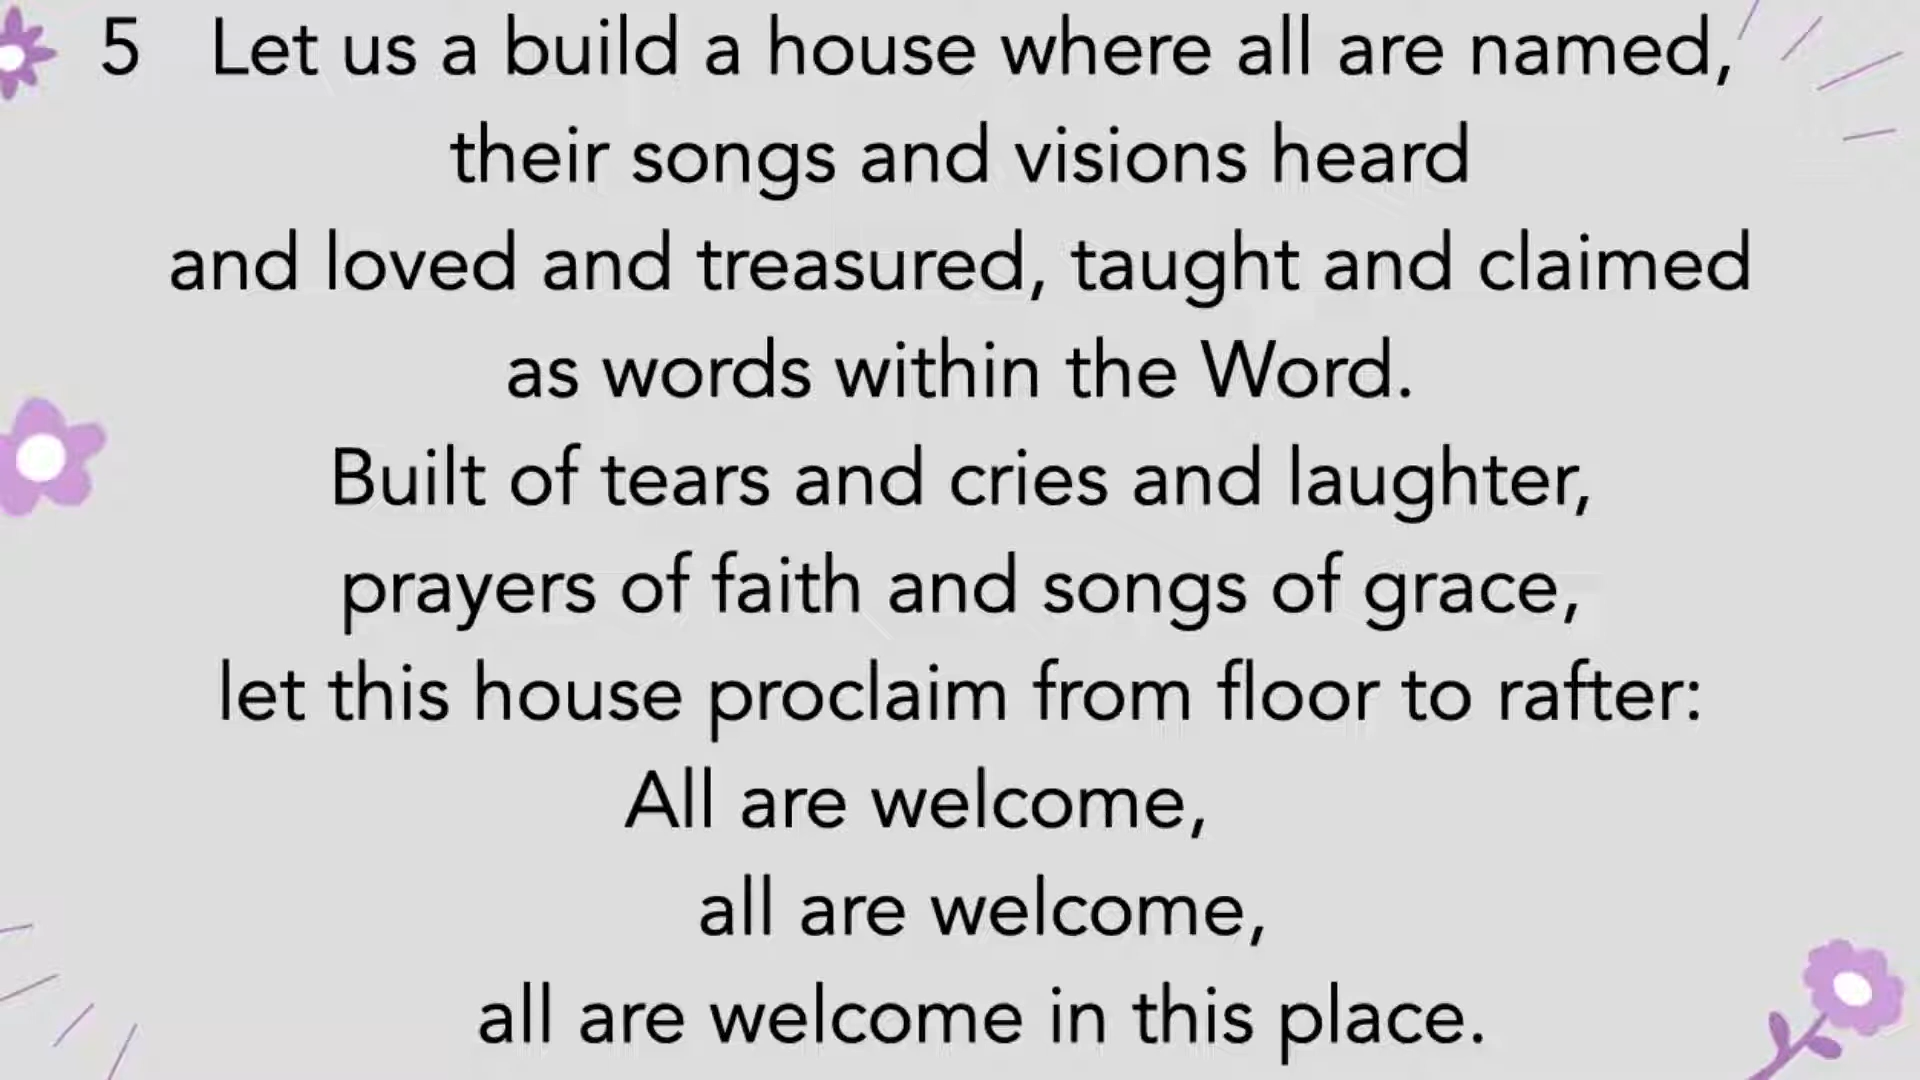 5 Let us a build a house where all are named,
their songs and visions heard
and loved and treasured, taught and claimed
as words within the Word.
Built of tears and cries and laughter,
prayers of faith and songs of grace,
let this house proclaim from floor to rafter:
All are welcome,
all are welcome,
all are welcome in this place.